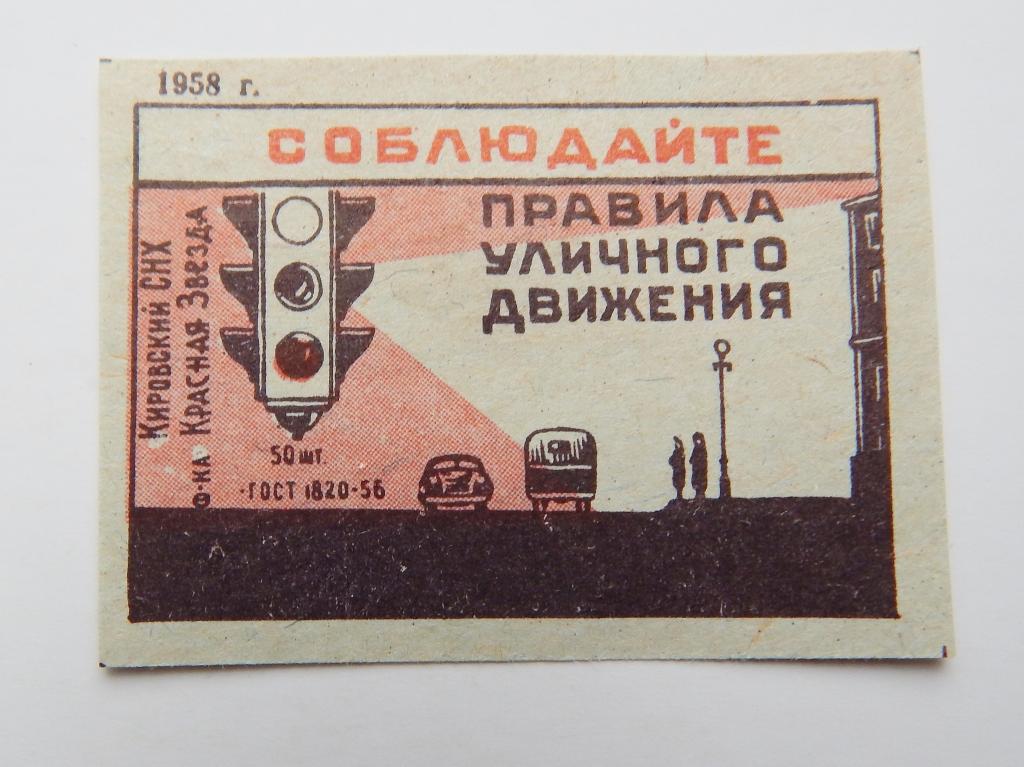 1958 г.
СОБЛЮДАЙТЕ
ПРАВИЛА
УЛИЧНОГО
ДВИЖЕНИЯ
КИРОВСКИЙ СНХ
Ф-КА КРАСНАЯ ЗВЕЗДА
50 ШТ.
ГОСТ 1820-56